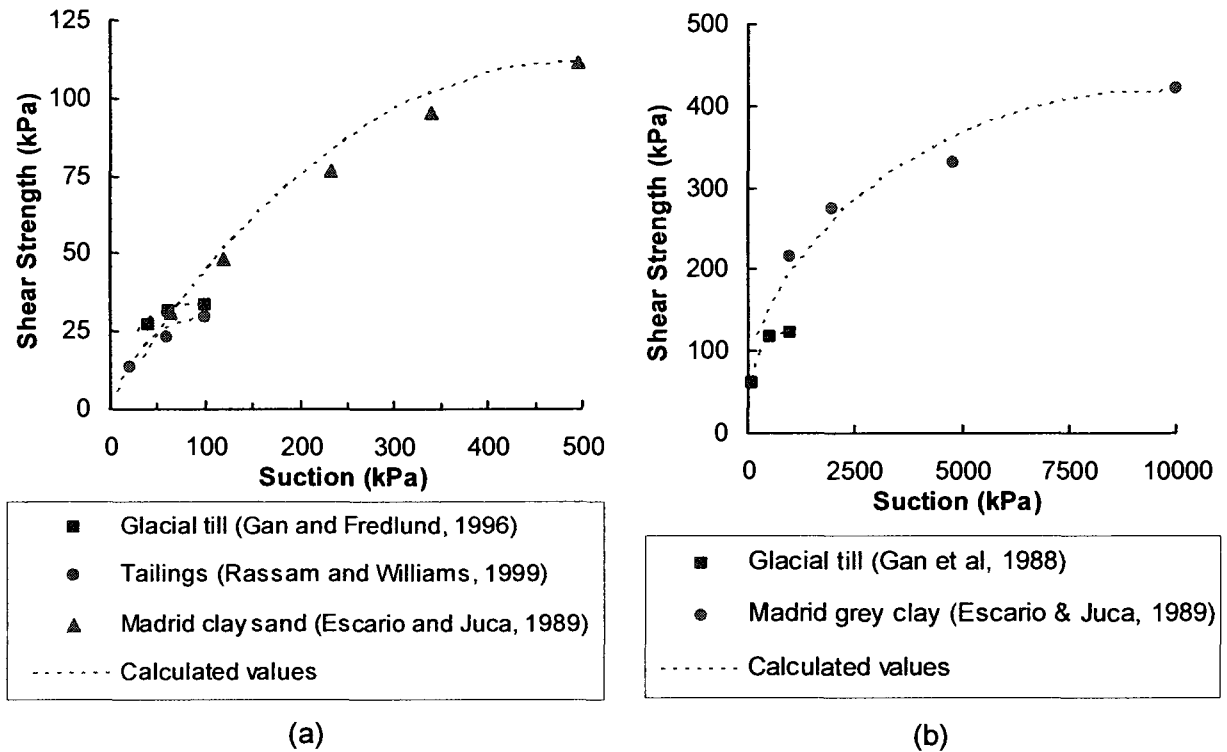 125
100
75
50
25
0
Shear Strength (kPa)
0 100 200 300 400 500
Suction (kPa)
■ Glacial till (Gan and Fredlund, 1996)
● Tailings (Rassam and Williams, 1999)
▲ Madrid clay sand (Escario and Juca, 1989)
Calculated values
(a)
500
400
300
200
100
0
Shear Strength (kPa)
0 2500 5000 7500 10000
Suction (kPa)
■ Glacial till (Gan et al, 1988)
● Madrid grey clay (Escario & Juca, 1989)
Calculated values
(b)